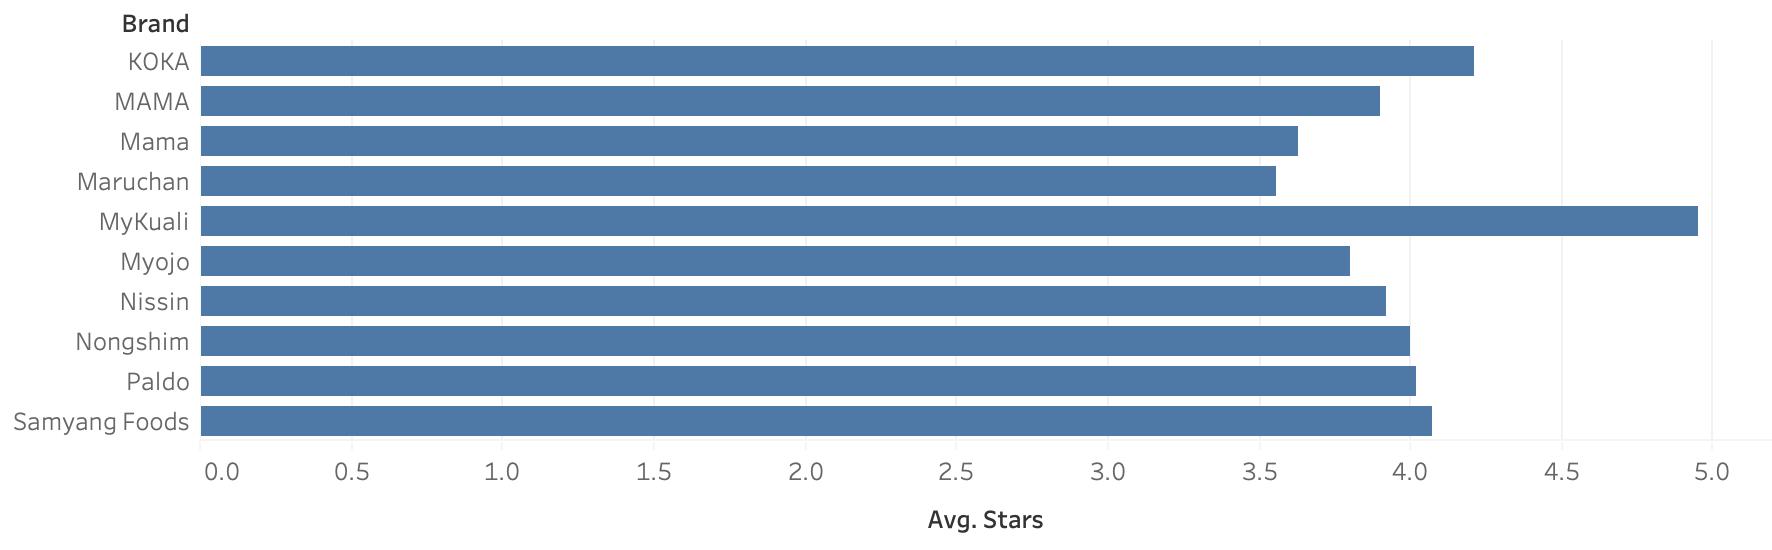 Brand
KOKA
MAMA
Mama
Maruchan
MyKuali
Myojo
Nissin
Nongshim
Paldo
Samyang Foods
0.0 0.5 1.0 1.5 2.0 2.5 3.0 3.5 4.0 4.5 5.0
Avg. Stars